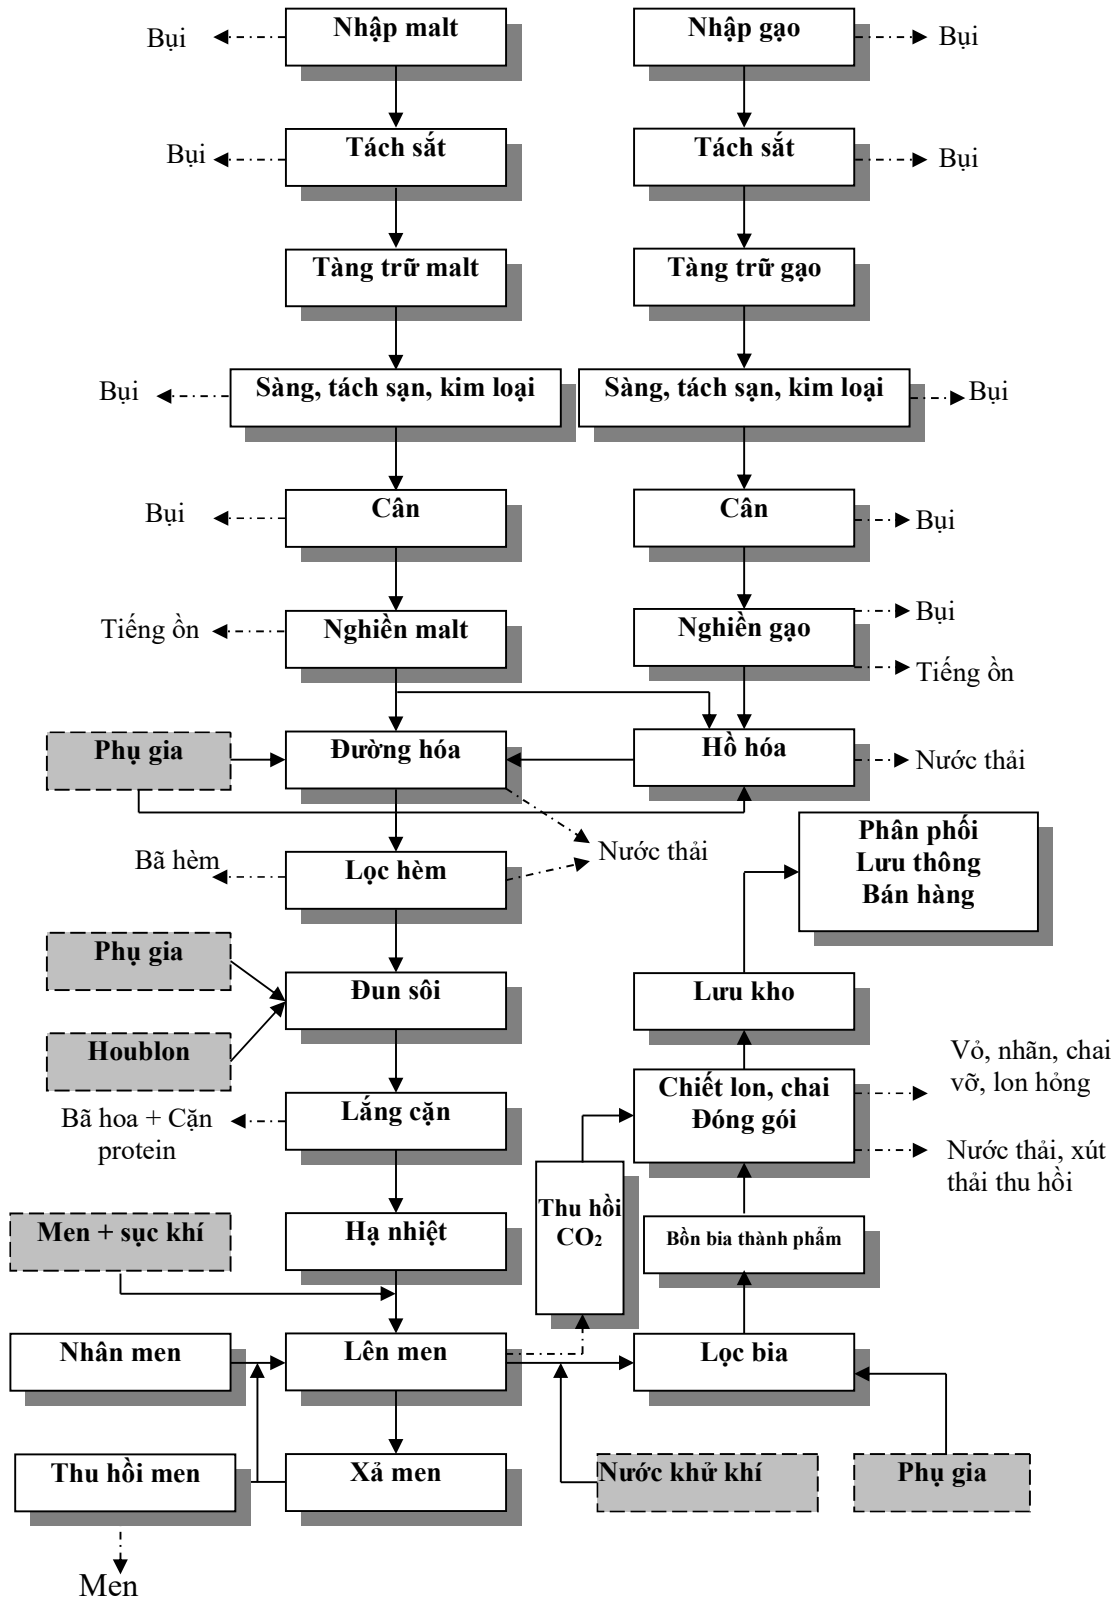 Bụi
Nhập malt
Nhập gạo
Bụi
Bụi
Tách sắt
Tách sắt
Bụi
Tàng trữ malt
Tàng trữ gạo
Bụi
Sàng, tách sạn, kim loại
Sàng, tách sạn, kim loại
Bụi
Bụi
Cân
Cân
Bụi
Tiếng ồn
Nghiền malt
Nghiền gạo
Bụi
Tiếng ồn
Phụ gia
Đường hóa
Hồ hóa
Nước thải
Phân phối
Lưu thông
Bán hàng
Bã hèm
Lọc hèm
Nước thải
Phụ gia
Đun sôi
Lưu kho
Houblon
Vỏ, nhãn, chai
vỡ, lon hỏng
Chiết lon, chai
Đóng gói
Bã hoa + Cặn
protein
Lắng cặn
Nước thải, xút
thải thu hồi
Thu hồi
CO₂
Men + sục khí
Hạ nhiệt
Bồn bia thành phẩm
Nhân men
Lên men
Lọc bia
Thu hồi men
Xả men
Nước khử khí
Phụ gia
Men